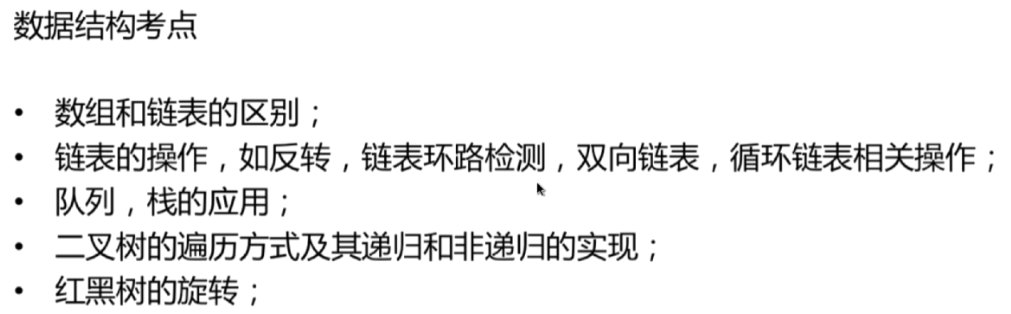 数据结构考点
• 数组和链表的区别；
• 链表的操作，如反转，链表环路检测，双向链表，循环链表相关操作；
• 队列，栈的应用；
• 二叉树的遍历方式及其递归和非递归的实现；
• 红黑树的旋转；